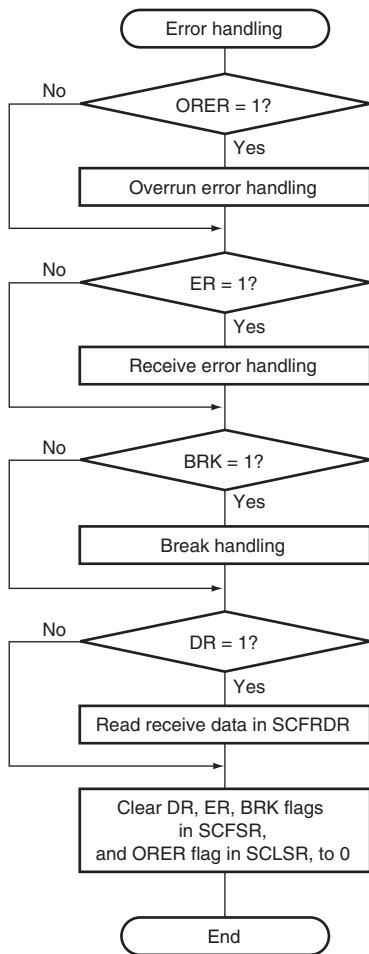 Error handling
No
ORER = 1?
Yes
Overrun error handling
No
ER = 1?
Yes
Receive error handling
No
BRK = 1?
Yes
Break handling
No
DR = 1?
Yes
Read receive data in SCFRDR
Clear DR, ER, BRK flags
in SCFSR,
and ORER flag in SCLSR, to 0
End